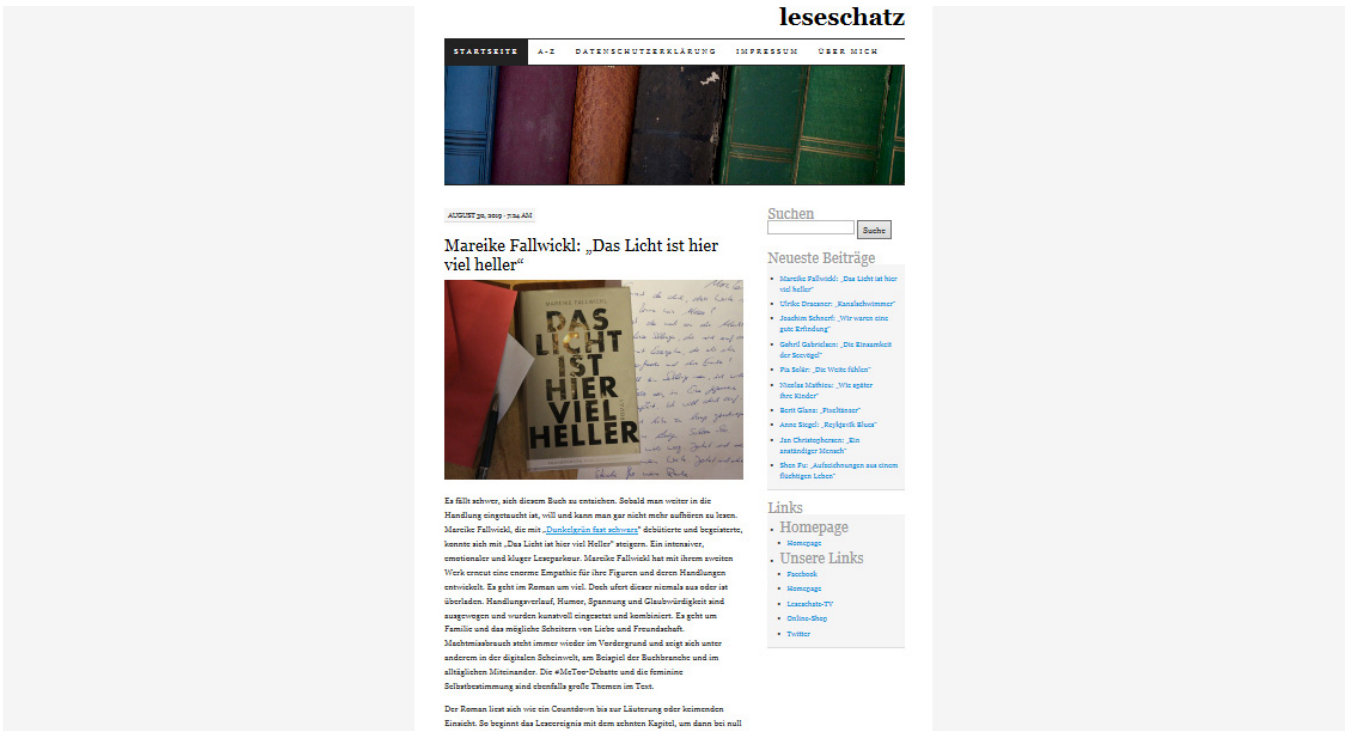 leseschatz
STARTSEITE A-Z DATENSCHUTZERKLÄRUNG IMPRESSUM ÜBER MICH
AUGUST 30, 2019 · 7:24 AM
Mareike Fallwickl: „Das Licht ist hier
viel heller“
MAREIKE FALLWICKL
DAS
LICHT
IST
HIER
VIEL
HELLER
ROMAN
Es fällt schwer, sich diesem Buch zu entziehen. Sobald man weiter in die
Handlung eingetaucht ist, will und kann man gar nicht mehr aufhören zu lesen.
Mareike Fallwickl, die mit „Dunkelgrün fast schwarz“ debütierte und begeisterte,
konnte sich mit „Das Licht ist hier viel Heller“ steigern. Ein intensiver,
emotionaler und kluger Leseparkour. Mareike Fallwickl hat mit ihrem zweiten
Werk erneut eine enorme Empathie für ihre Figuren und deren Handlungen
entwickelt. Es geht im Roman um viel. Doch ufert dieser niemals aus oder ist
überladen. Handlungsverlauf, Humor, Spannung und Glaubwürdigkeit sind
ausgewogen und wurden kunstvoll eingesetzt und kombiniert. Es geht um
Familie und das mögliche Scheitern von Liebe und Freundschaft.
Machtmissbrauch steht immer wieder im Vordergrund und zeigt sich unter
anderem in der digitalen Scheinwelt, am Beispiel der Buchbranche und im
alltäglichen Miteinander. Die #MeToo-Debatte und die feminine
Selbstbestimmung sind ebenfalls große Themen im Text.
Der Roman liest sich wie ein Countdown bis zur Läuterung oder keimenden
Einsicht. So beginnt das Leseereignis mit dem zehnten Kapitel, um dann bei null
Suchen
Suche
Neueste Beiträge
Mareike Fallwickl: „Das Licht ist hier
viel heller“
Ulrike Draesner: „Kanalschwimmer“
Joachim Schnerf: „Wir waren eine
gute Erfindung“
Gøhril Gabrielsen: „Die Einsamkeit
der Seevögel“
Pia Solèr: „Die Weite fühlen“
Nicolas Mathieu: „Wie später
ihre Kinder“
Berit Glanz: „Pixeltänzer“
Anne Siegel: „Reykjavík Blues“
Jan Christophersen: „Ein
anständiger Mensch“
Shen Fu: „Aufzeichnungen aus einem
flüchtigen Leben“
Links
Homepage
Homepage
Unsere Links
Facebook
Homepage
Leseschatz-TV
Online-Shop
Twitter